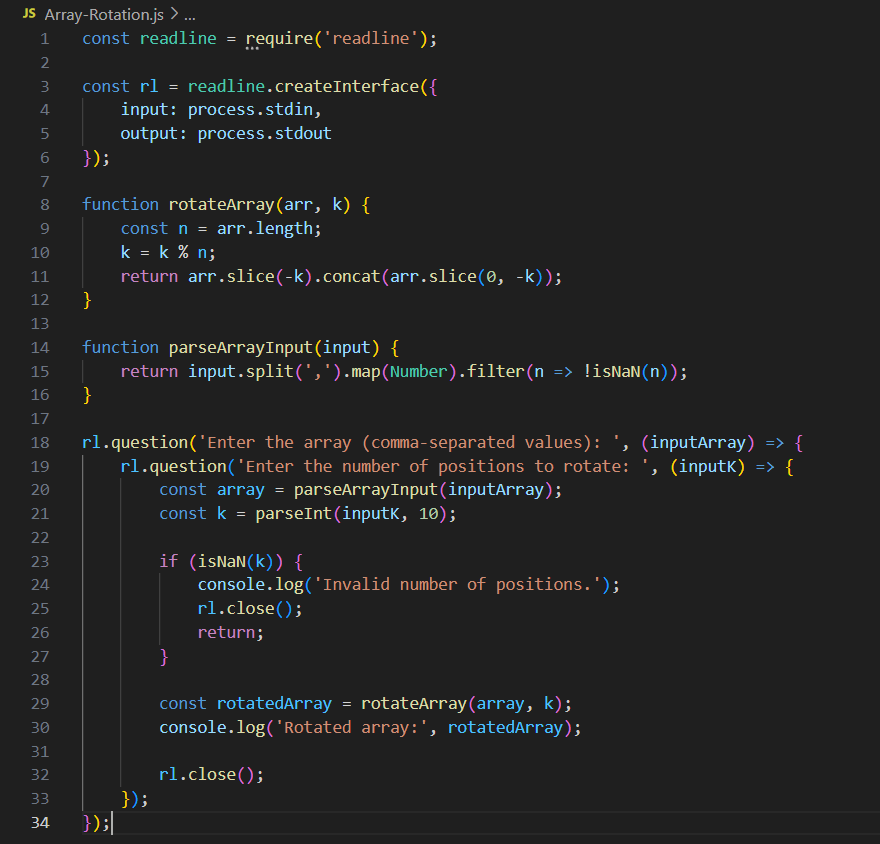 JS Array-Rotation.js > ...
1 const readline = require('readline');
2
3 const rl = readline.createInterface({
4     input: process.stdin,
5     output: process.stdout
6 });
7
8 function rotateArray(arr, k) {
9     const n = arr.length;
10     k = k % n;
11     return arr.slice(-k).concat(arr.slice(0, -k));
12 }
13
14 function parseArrayInput(input) {
15     return input.split(',').map(Number).filter(n => !isNaN(n));
16 }
17
18 rl.question('Enter the array (comma-separated values): ', (inputArray) => {
19     rl.question('Enter the number of positions to rotate: ', (inputK) => {
20         const array = parseArrayInput(inputArray);
21         const k = parseInt(inputK, 10);
22
23         if (isNaN(k)) {
24             console.log('Invalid number of positions.');
25             rl.close();
26             return;
27         }
28
29         const rotatedArray = rotateArray(array, k);
30         console.log('Rotated array:', rotatedArray);
31
32         rl.close();
33     });
34 });